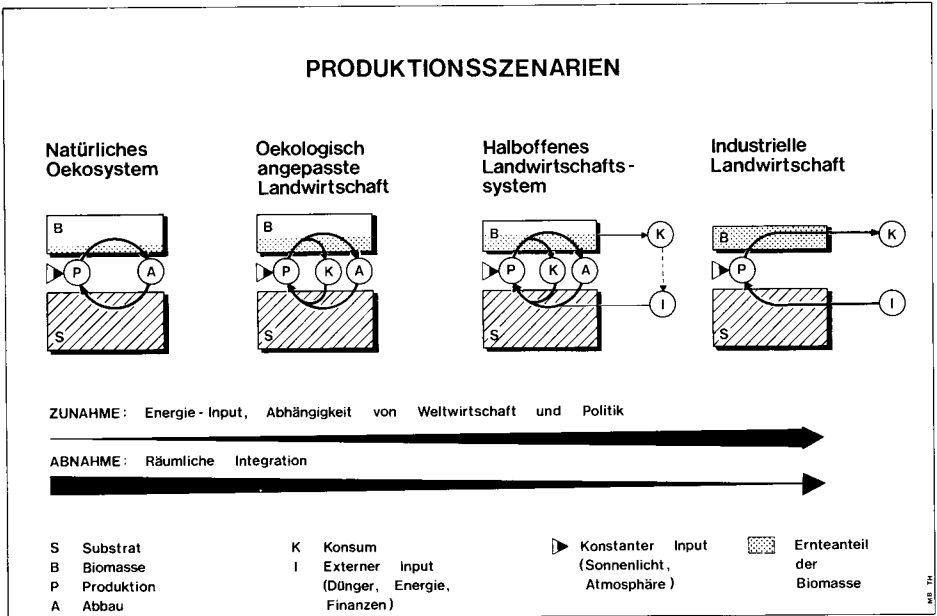 PRODUKTIONSSZENARIEN
Natürliches
Oekosystem
Oekologisch
angepasste
Landwirtschaft
Halboffenes
Landwirtschafts-
system
Industrielle
Landwirtschaft
B
P
A
S
B
P
K
A
S
B
K
P
K
A
I
S
B
K
P
I
S
ZUNAHME: Energie-Input, Abhängigkeit von Weltwirtschaft und Politik
ABNAHME: Räumliche Integration
S Substrat
B Biomasse
P Produktion
A Abbau
K Konsum
I Externer Input
(Dünger, Energie,
Finanzen)
Konstanter Input
(Sonnenlicht,
Atmosphäre)
Ernteanteil
der
Biomasse
MB TH